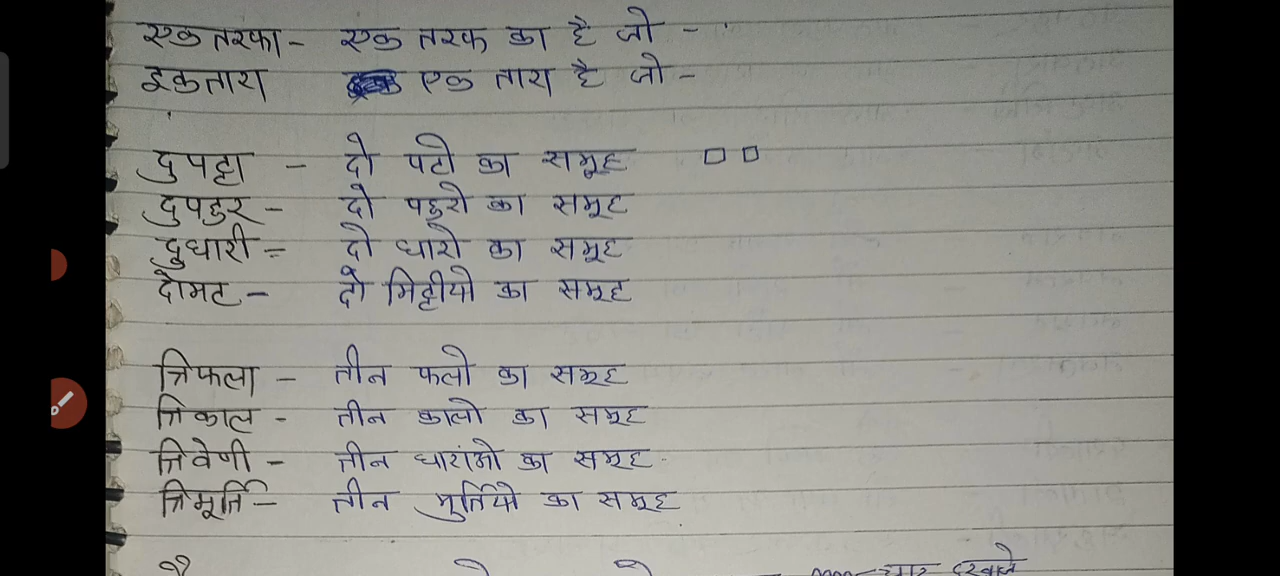 एकतरफा - एक तरफ का है जो -
इकतारा एक तारा है जो -
दुपट्टा - दो पटो का समूह
दुपहर - दो पहरो का समूह
दुधारी = दो धारो का समूह
दोमट - दो मिट्टीयो का समूह
त्रिफला - तीन फलो का समूह
त्रिकाल - तीन कालो का समूह
त्रिवेणी - तीन धारांओ का समूह
त्रिमूर्ति - तीन मुर्तियो का समूह
चार दरवाजे